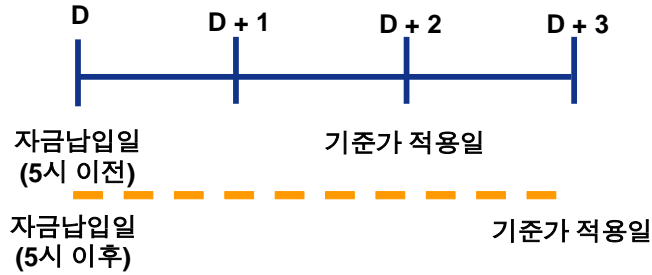 D D + 1 D + 2 D + 3
자금납입일 기준가 적용일
(5시 이전)
자금납입일 기준가 적용일
(5시 이후)